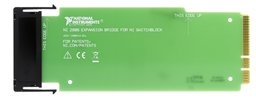 THIS SIDE UP
NATIONAL
INSTRUMENTS
NI 2806 EXPANSION BRIDGE FOR NI SWITCHBLOCK
FOR PATENTS:
NI.COM/PATENTS
THIS SIDE UP